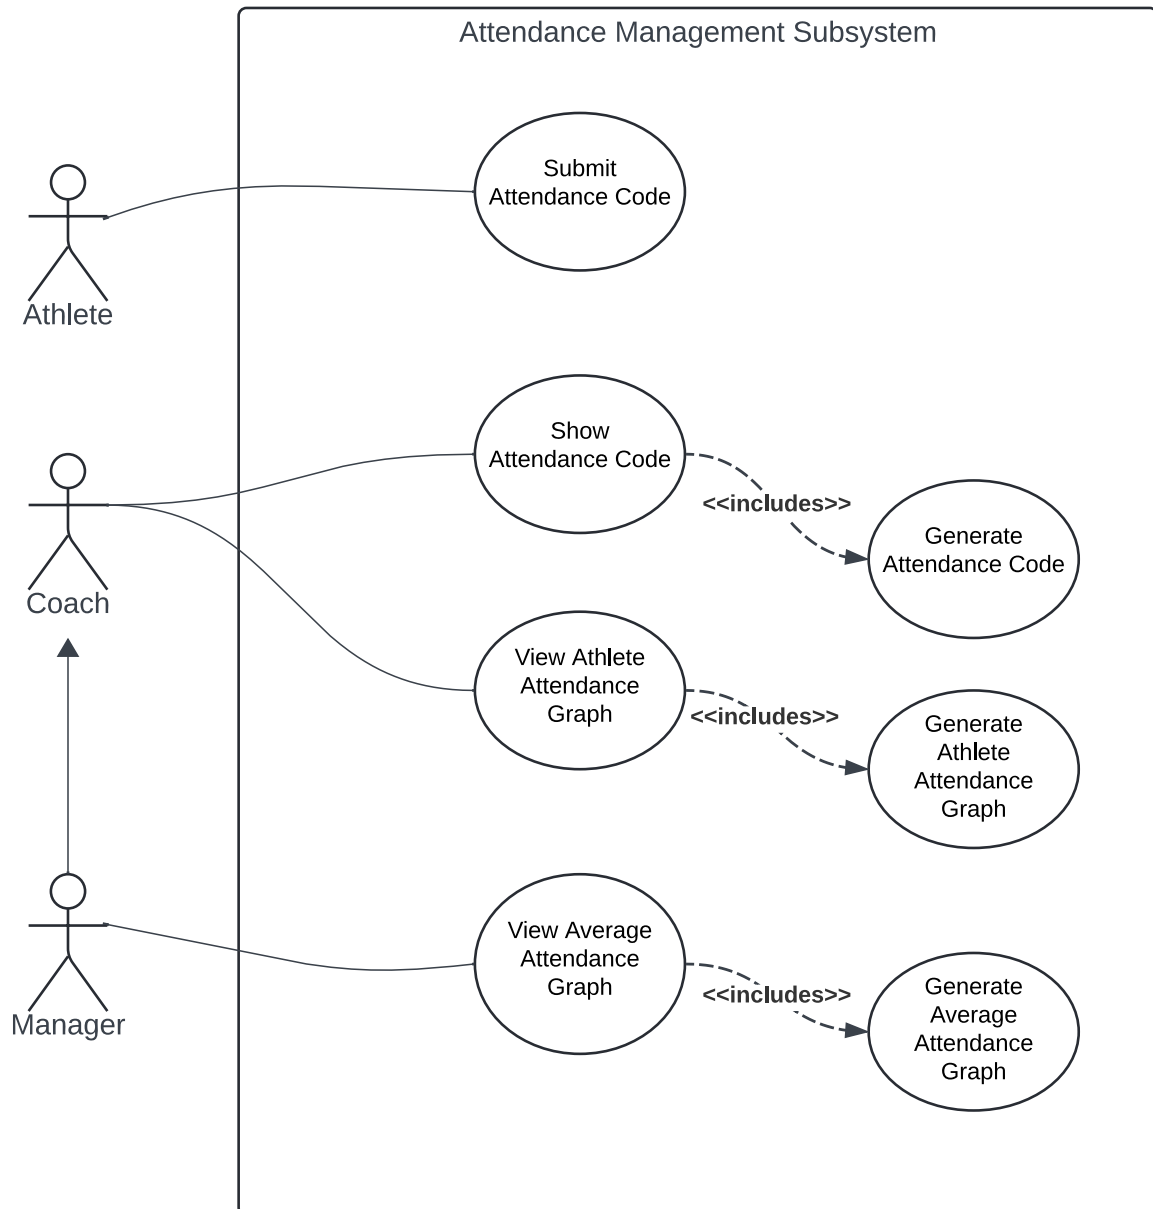 Attendance Management Subsystem
Submit
Attendance Code
Athlete
Show
Attendance Code
<<includes>>
Generate
Attendance Code
Coach
View Athlete
Attendance
Graph
<<includes>>
Generate
Athlete
Attendance
Graph
View Average
Attendance
Graph
<<includes>>
Generate
Average
Attendance
Graph
Manager